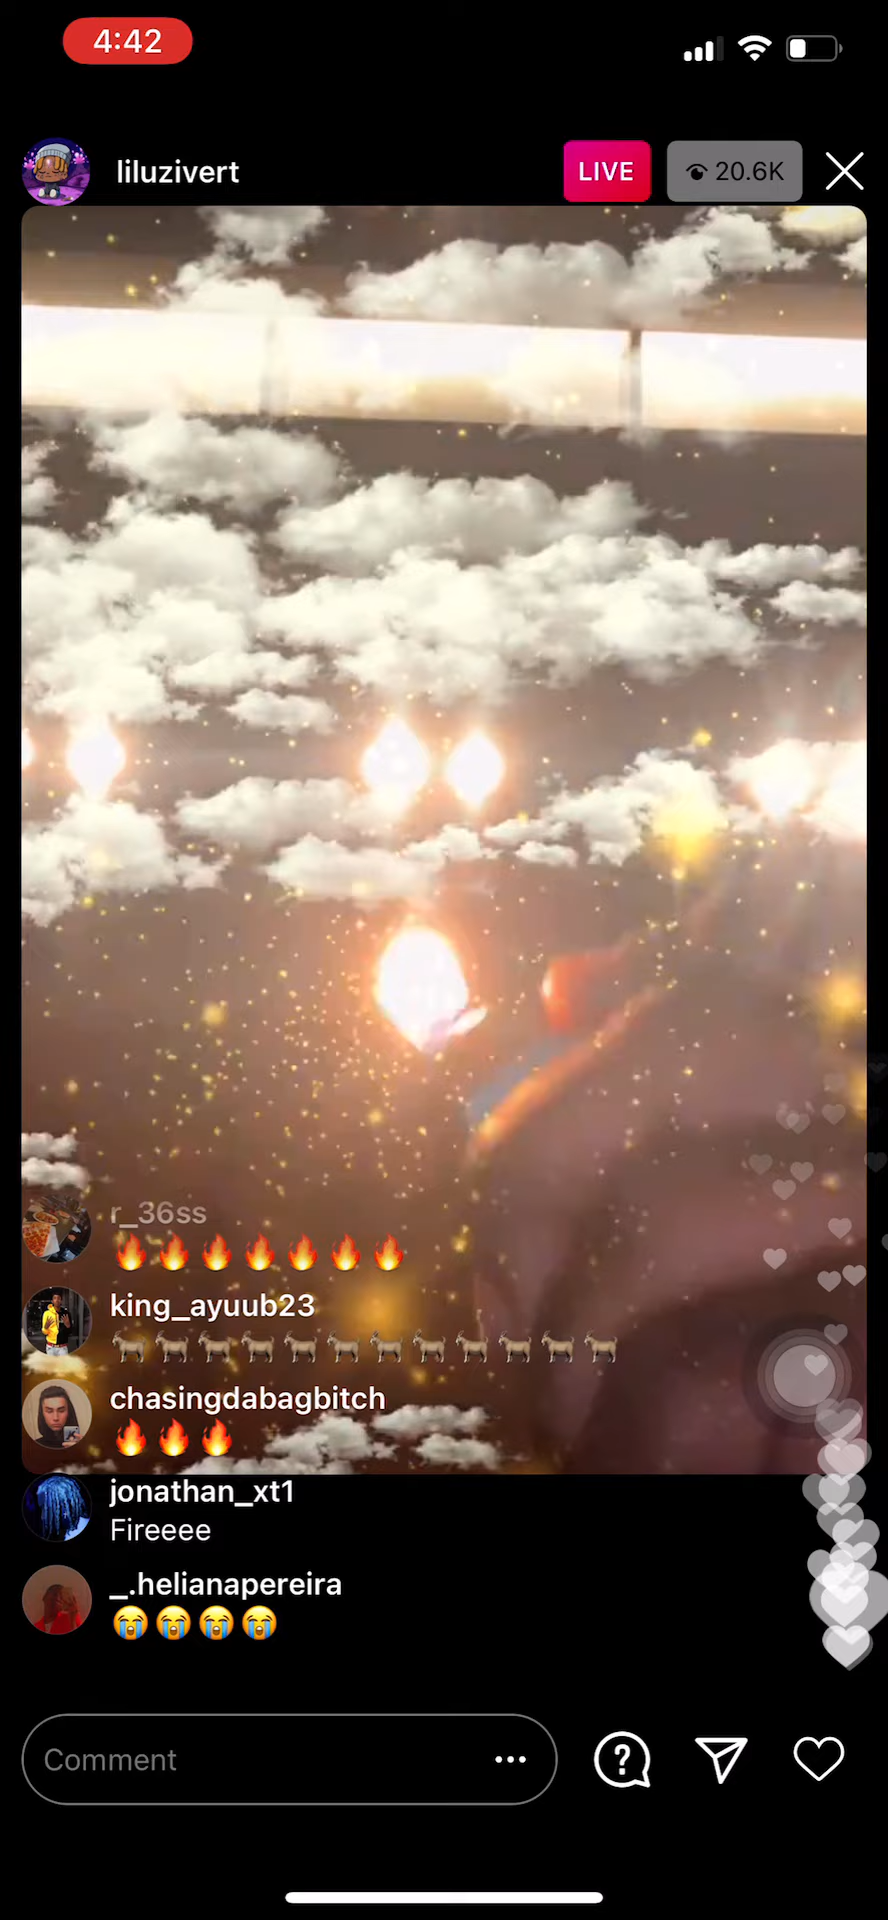 4:42
liluzivert
LIVE
20.6K
r_36ss
🔥🔥🔥🔥🔥🔥🔥
king_ayuub23
🐐🐐🐐🐐🐐🐐🐐🐐🐐🐐🐐🐐
chasingdabagbitch
🔥🔥🔥
jonathan_xt1
Fireeee
_.helianapereira
😭😭😭😭
Comment